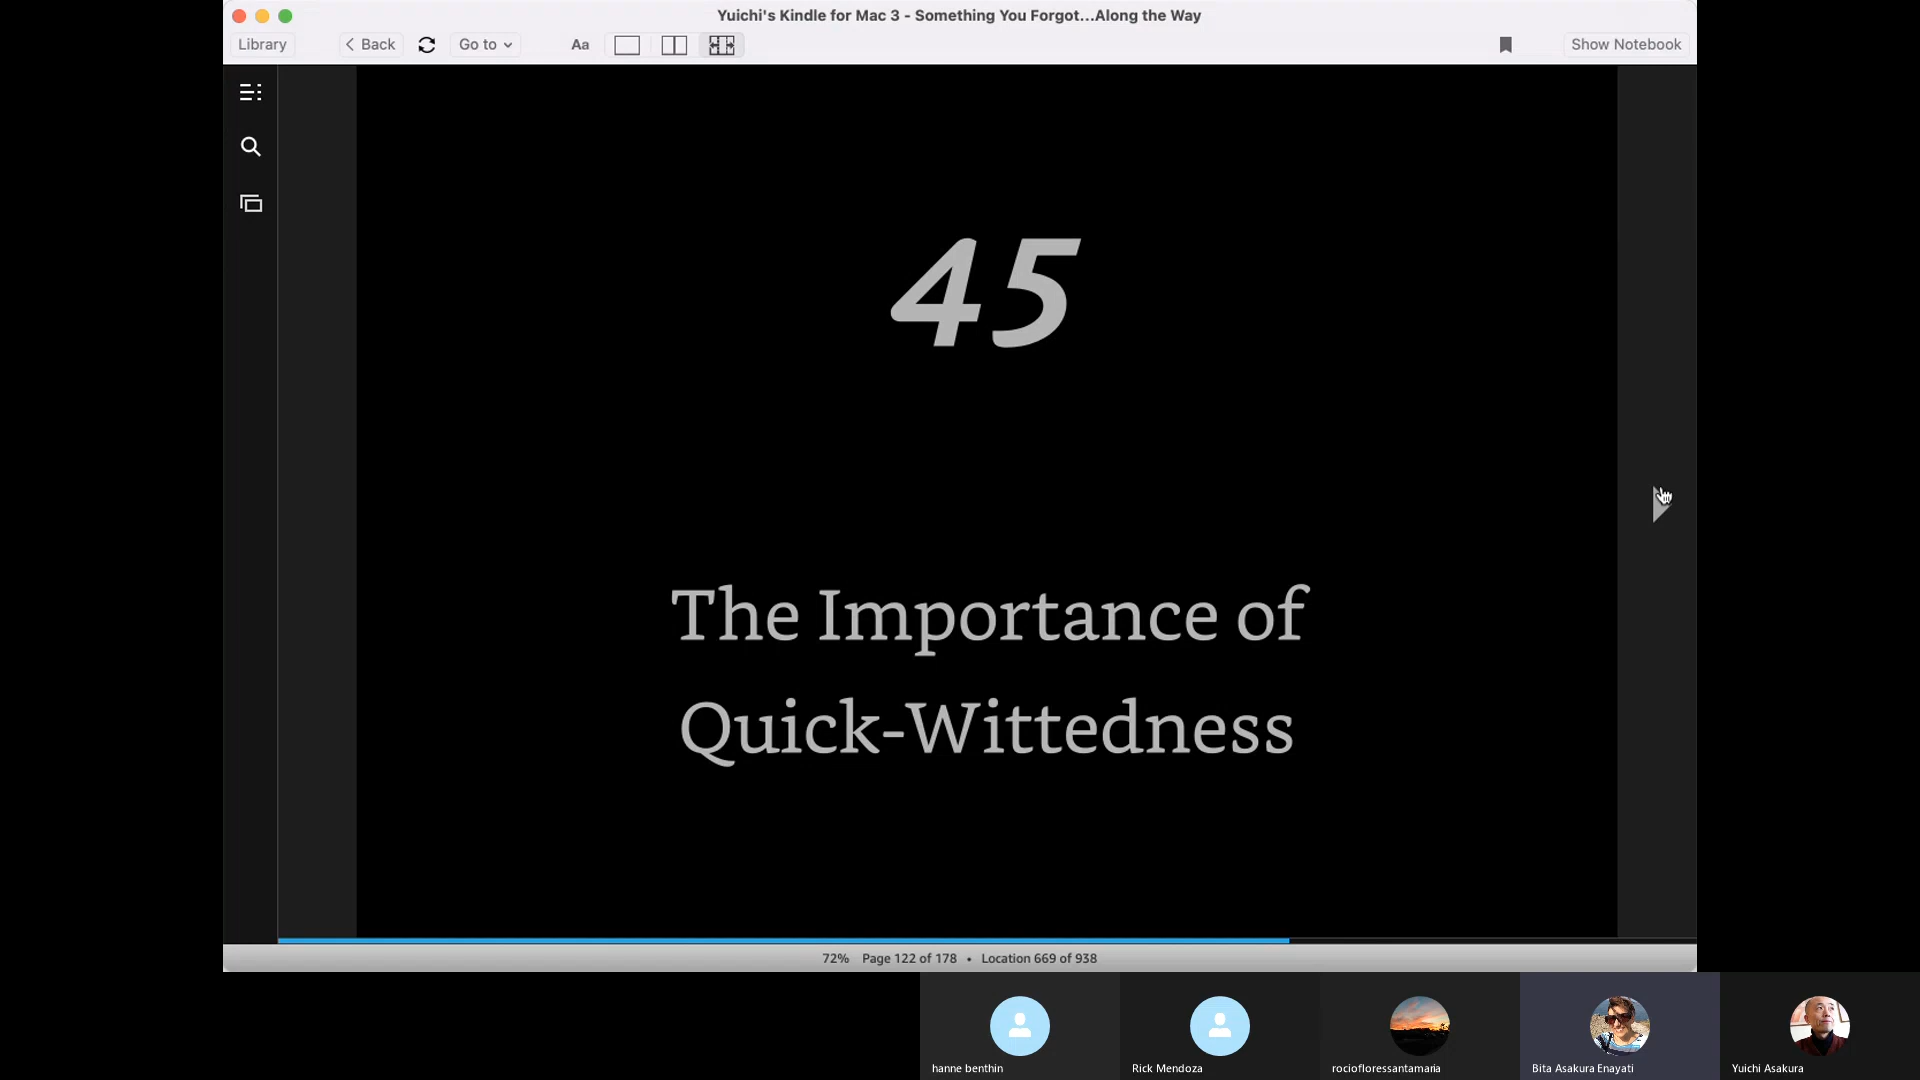 Yuichi's Kindle for Mac 3 - Something You Forgot...Along the Way
Library
Back
Go to
Aa
Show Notebook
45
The Importance of
Quick-Wittedness
72% Page 122 of 178 • Location 669 of 938
hanne benthin
Rick Mendoza
rociofloressantamaria
Bita Asakura Enayati
Yuichi Asakura